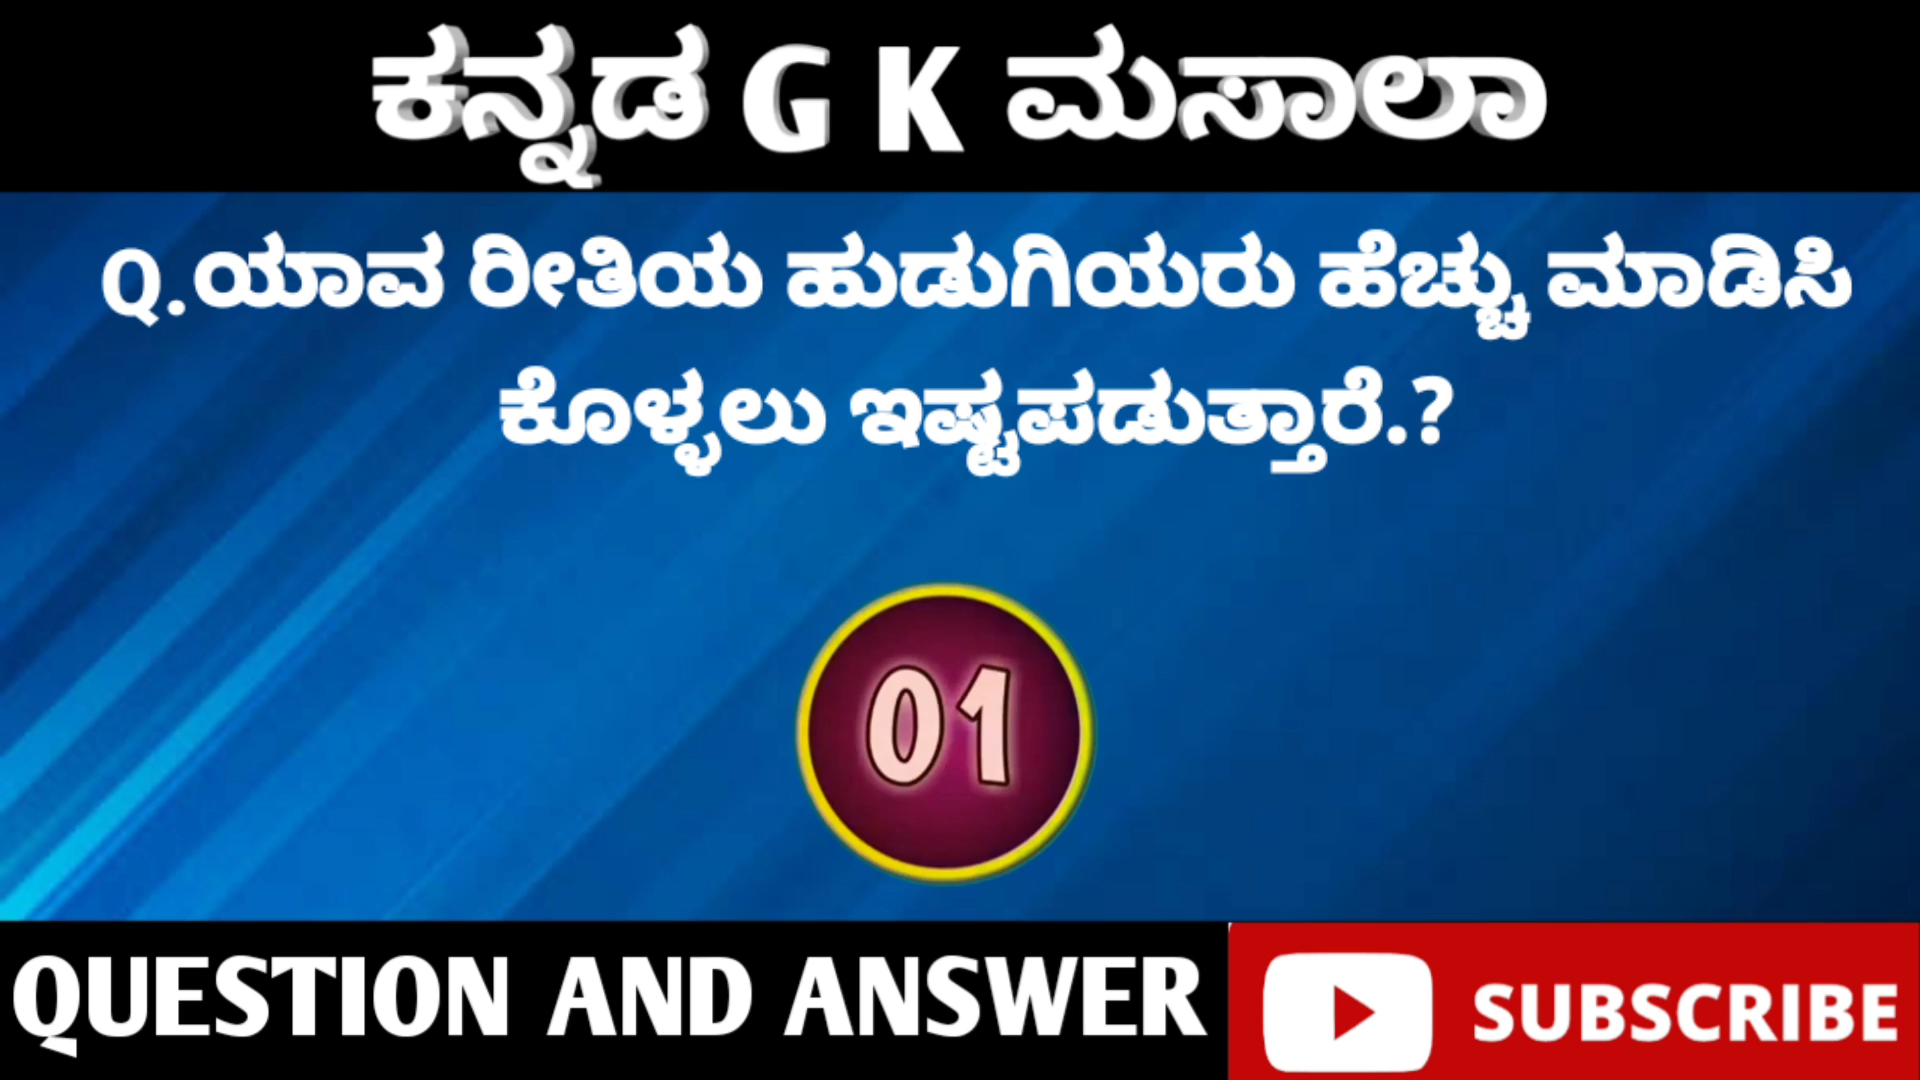 ಕನ್ನಡ G K ಮಸಾಲಾ
Q.ಯಾವ ರೀತಿಯ ಹುಡುಗಿಯರು ಹೆಚ್ಚು ಮಾಡಿಸಿ
ಕೊಳ್ಳಲು ಇಷ್ಟಪಡುತ್ತಾರೆ.?
01
QUESTION AND ANSWER
SUBSCRIBE